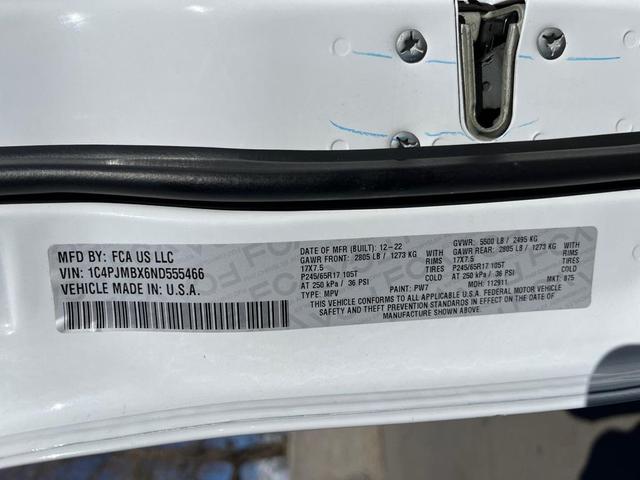 MFD BY: FCA US LLC
VIN: 1C4PJMBX6ND555466
VEHICLE MADE IN: U.S.A.
DATE OF MFR (BUILT): 12-22
GVWR: 5500 LB / 2495 KG
GAWR FRONT: 2805 LB / 1273 KG WITH
GAWR REAR: 2805 LB / 1273 KG WITH
17X7.5 RIMS
17X7.5 RIMS
P245/65R17 105T TIRES
P245/65R17 105T TIRES
AT 250 kPa / 36 PSI COLD
AT 250 kPa / 36 PSI COLD
TYPE: MPV PAINT: PW7 MDH: 112911 MKT: 875
THIS VEHICLE CONFORMS TO ALL APPLICABLE U.S.A. FEDERAL MOTOR VEHICLE
SAFETY AND THEFT PREVENTION STANDARDS IN EFFECT ON THE DATE OF
MANUFACTURE SHOWN ABOVE.